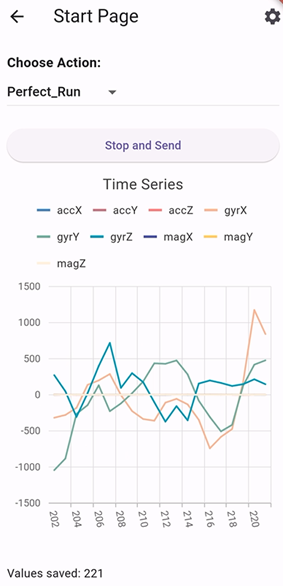 Start Page
Choose Action:
Perfect_Run
Stop and Send
Time Series
accX accY accZ gyrX
gyrY gyrZ magX magY
magZ
1500
1000
500
0
-500
-1000
-1500
202 204 206 208 210 212 214 216 218 220
Values saved: 221